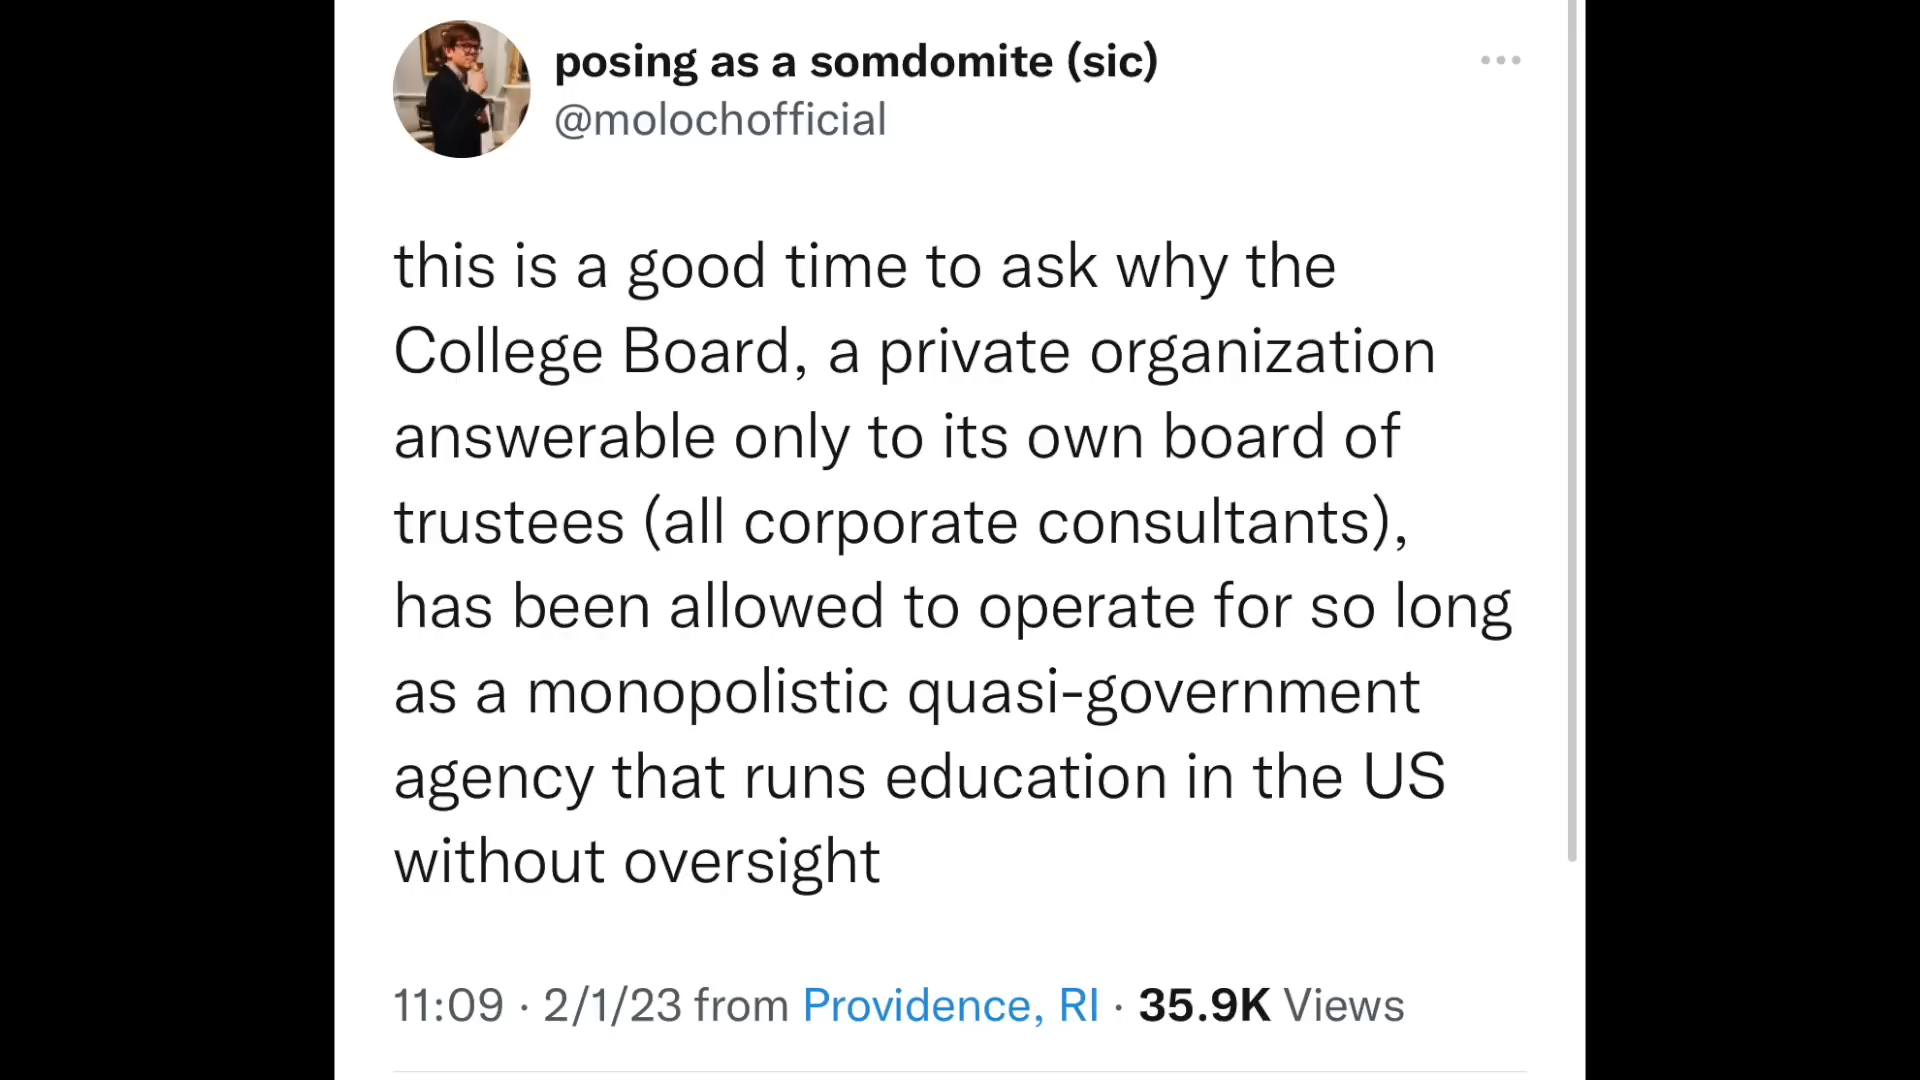 posing as a somdomite (sic)
@molochofficial
this is a good time to ask why the
College Board, a private organization
answerable only to its own board of
trustees (all corporate consultants),
has been allowed to operate for so long
as a monopolistic quasi-government
agency that runs education in the US
without oversight
11:09 · 2/1/23 from Providence, RI · 35.9K Views